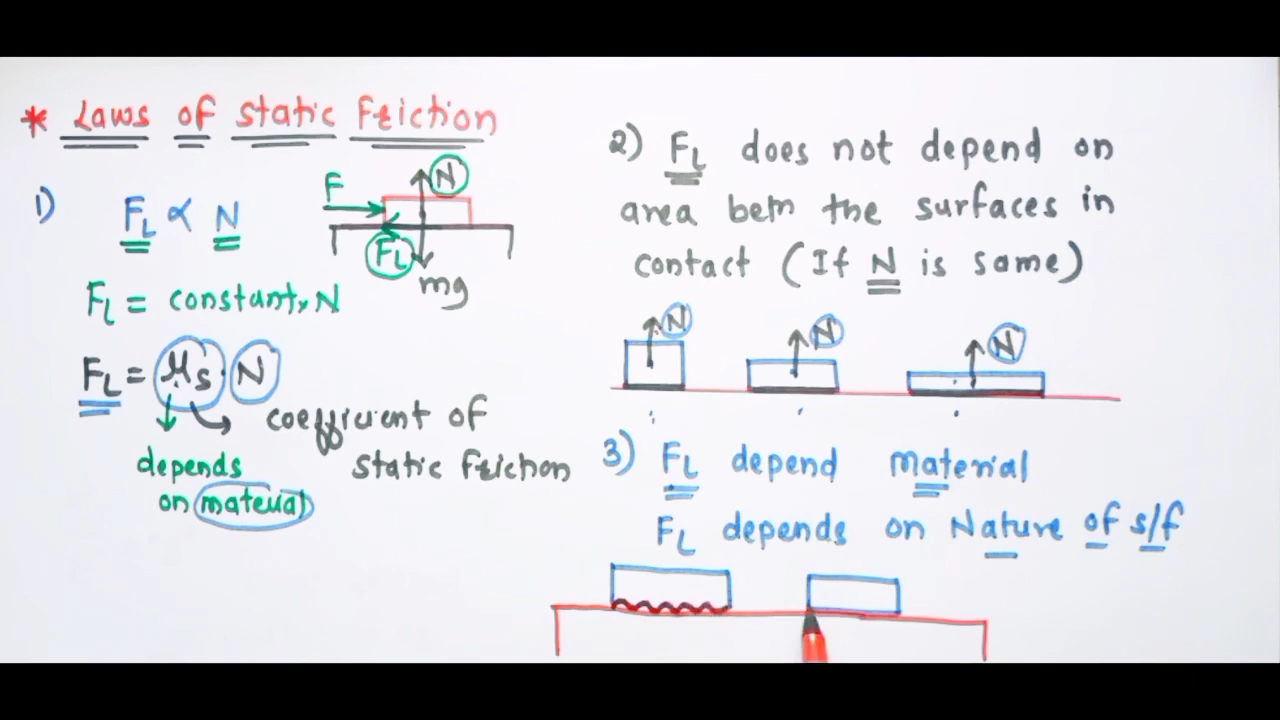 * Laws of Static Friction
1) FL ∝ N
F
N
FL
mg
FL = constant × N
FL = μs N
coefficient of
static friction
depends
on material
2) FL does not depend on
area betn the surfaces in
contact (If N is same)
N
N
N
3) FL depend Material
FL depends on Nature of s/f